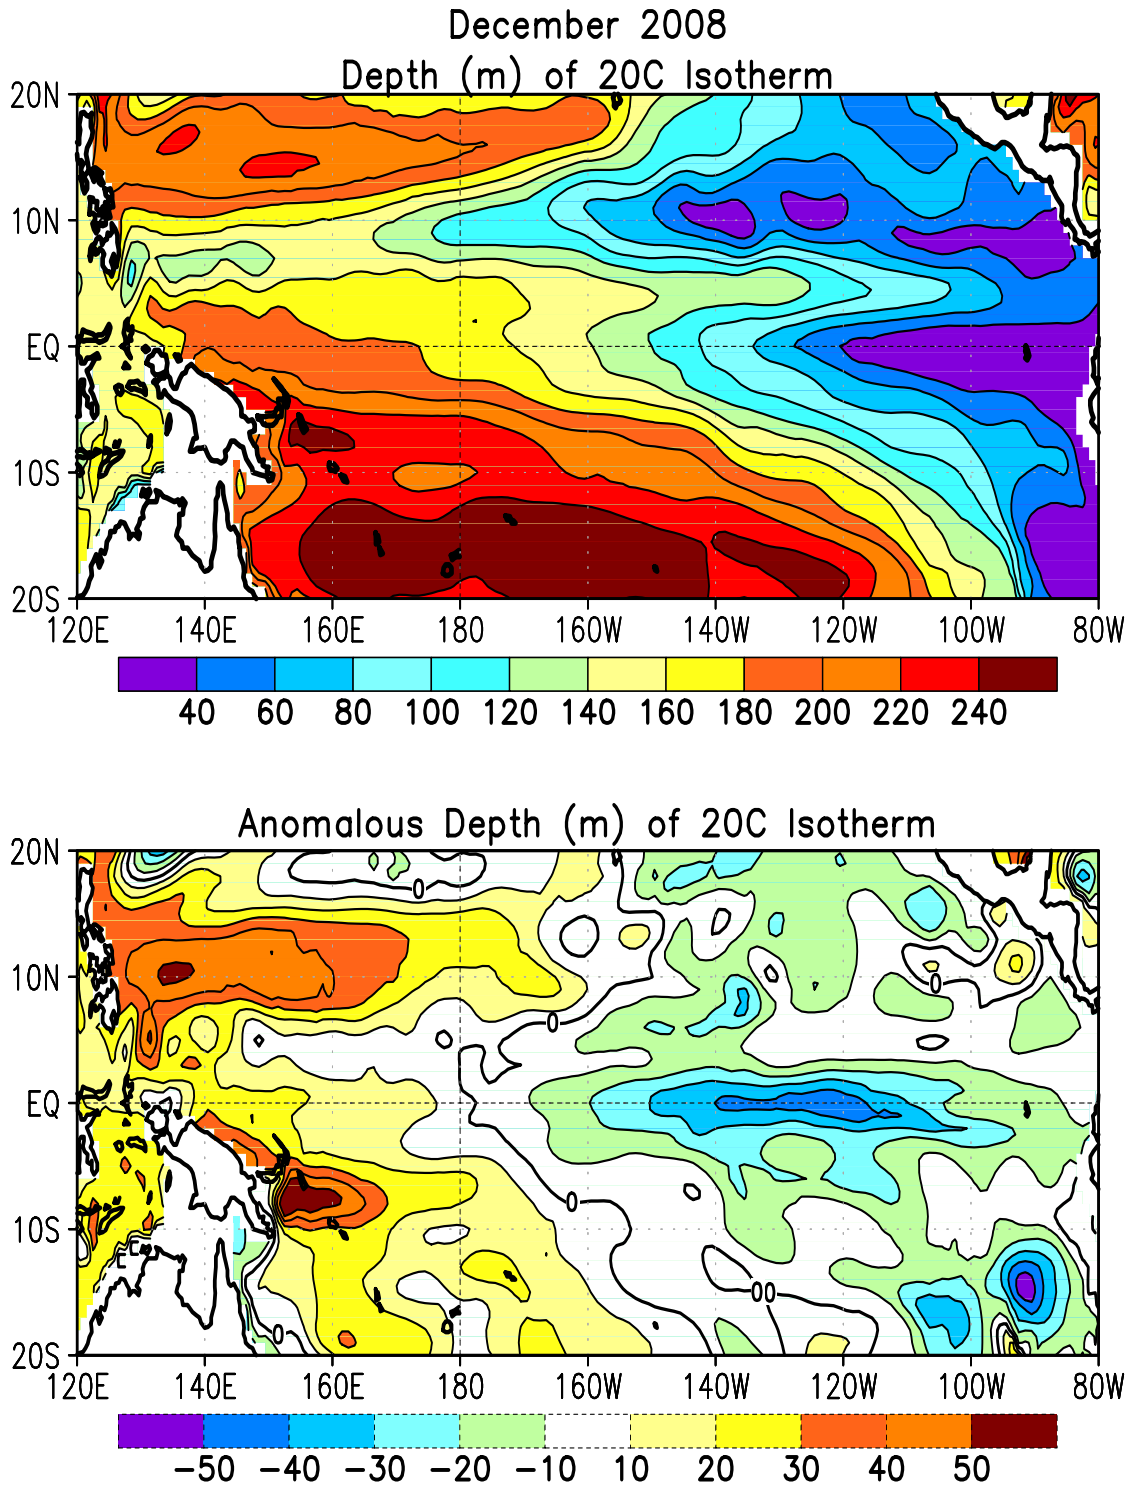 December 2008
Depth (m) of 20C Isotherm
20N
10N
EQ
10S
20S
120E 140E 160E 180 160W 140W 120W 100W 80W
40 60 80 100 120 140 160 180 200 220 240
Anomalous Depth (m) of 20C Isotherm
20N
0
10N
0
0
EQ
0
10S
00
0
20S
120E 140E 160E 180 160W 140W 120W 100W 80W
-50 -40 -30 -20 -10 10 20 30 40 50